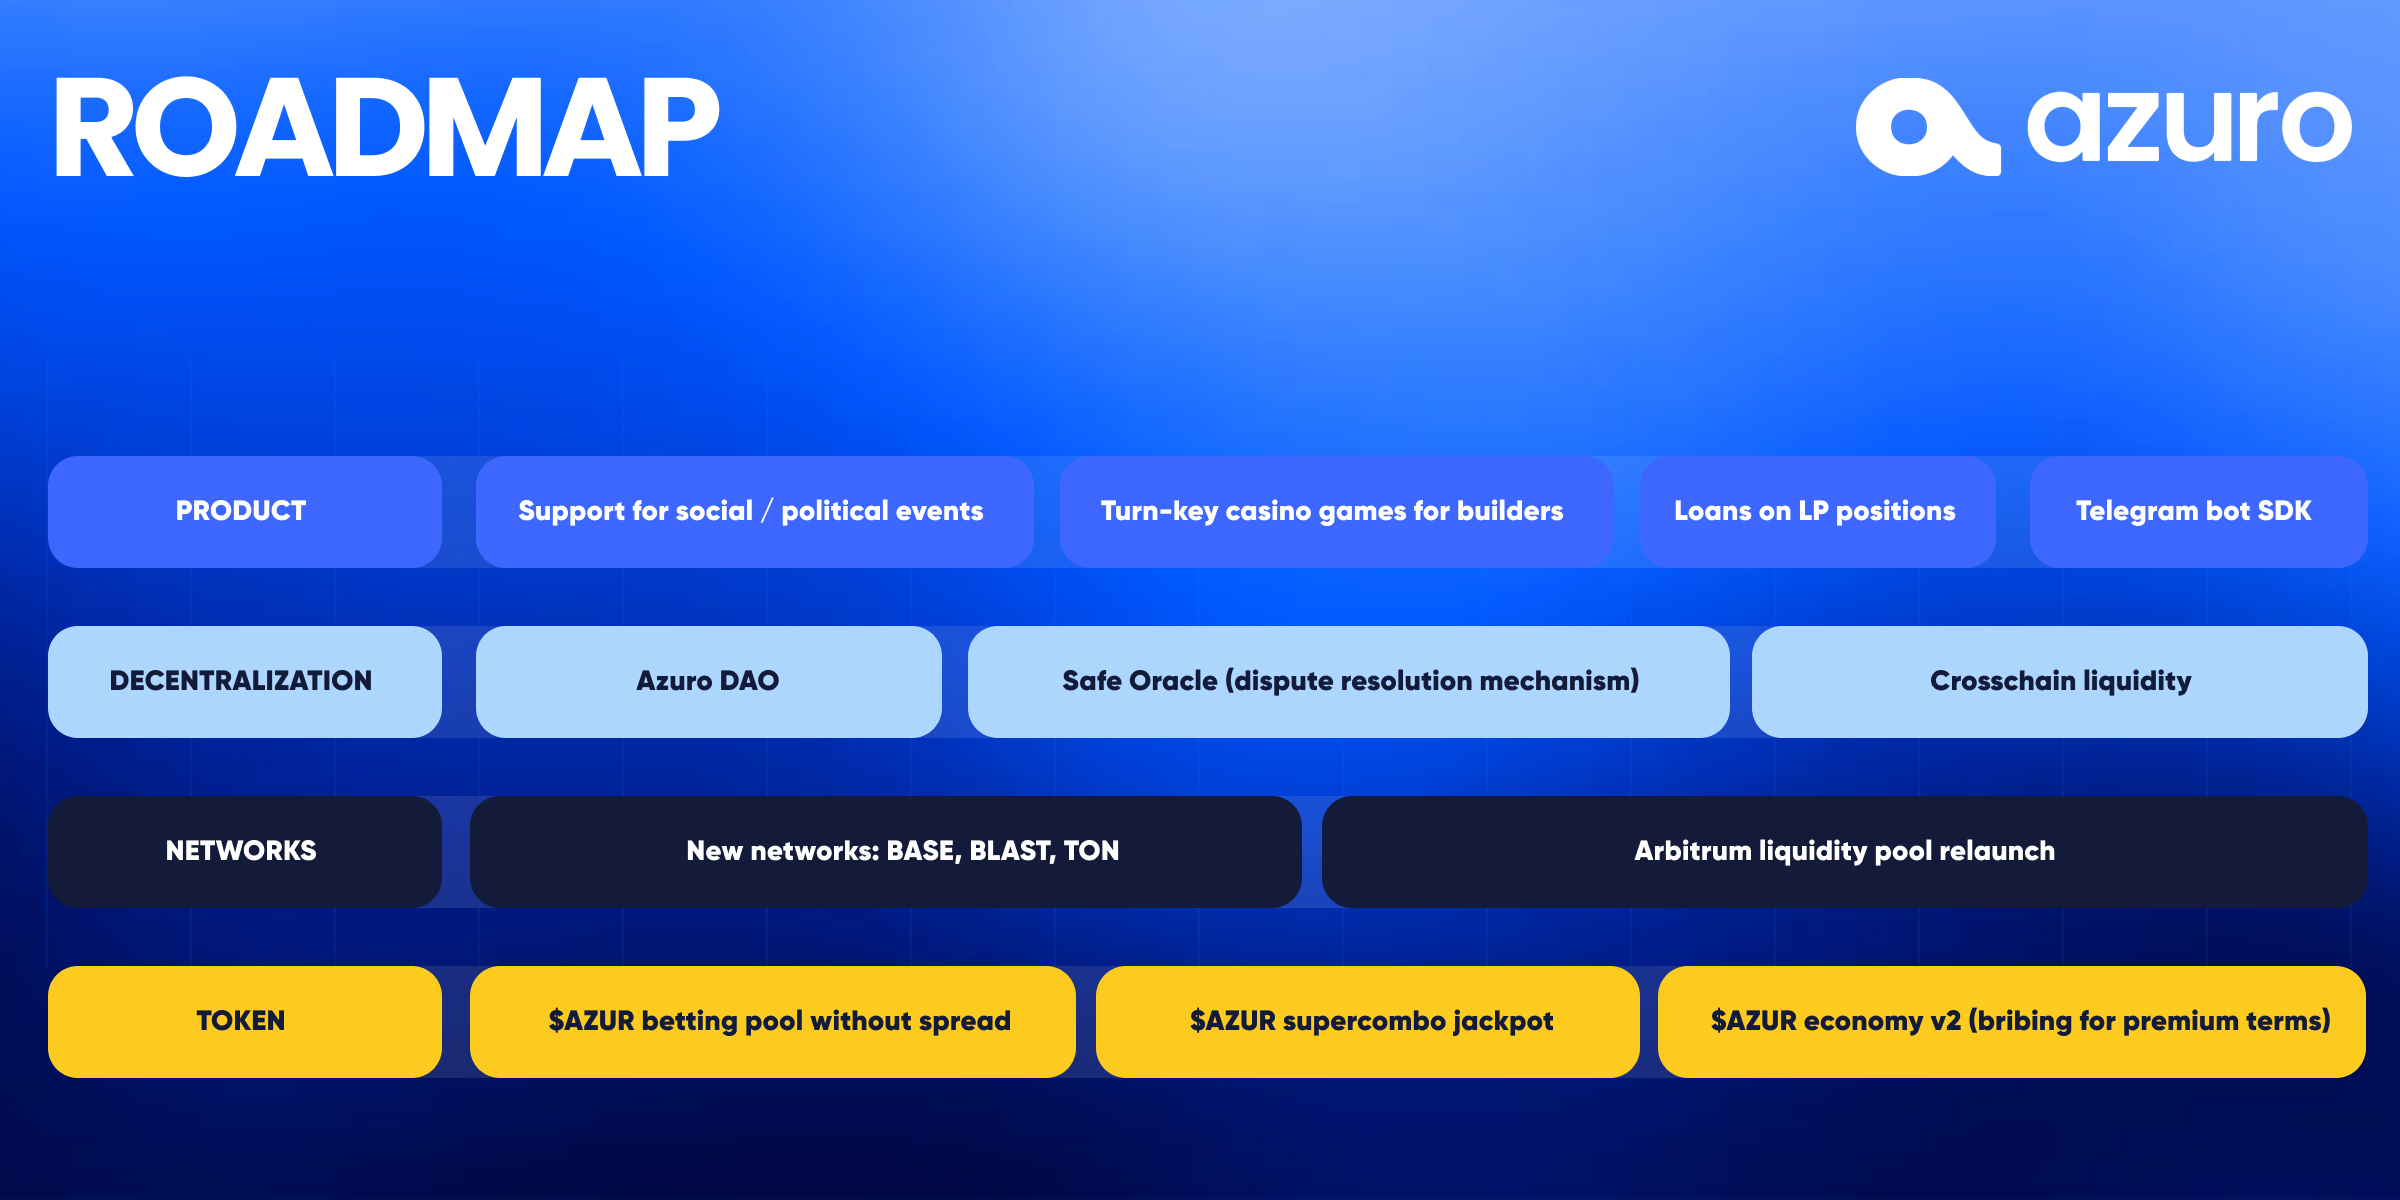 ROADMAP
azuro
PRODUCT
Support for social / political events
Turn-key casino games for builders
Loans on LP positions
Telegram bot SDK
DECENTRALIZATION
Azuro DAO
Safe Oracle (dispute resolution mechanism)
Crosschain liquidity
NETWORKS
New networks: BASE, BLAST, TON
Arbitrum liquidity pool relaunch
TOKEN
$AZUR betting pool without spread
$AZUR supercombo jackpot
$AZUR economy v2 (bribing for premium terms)